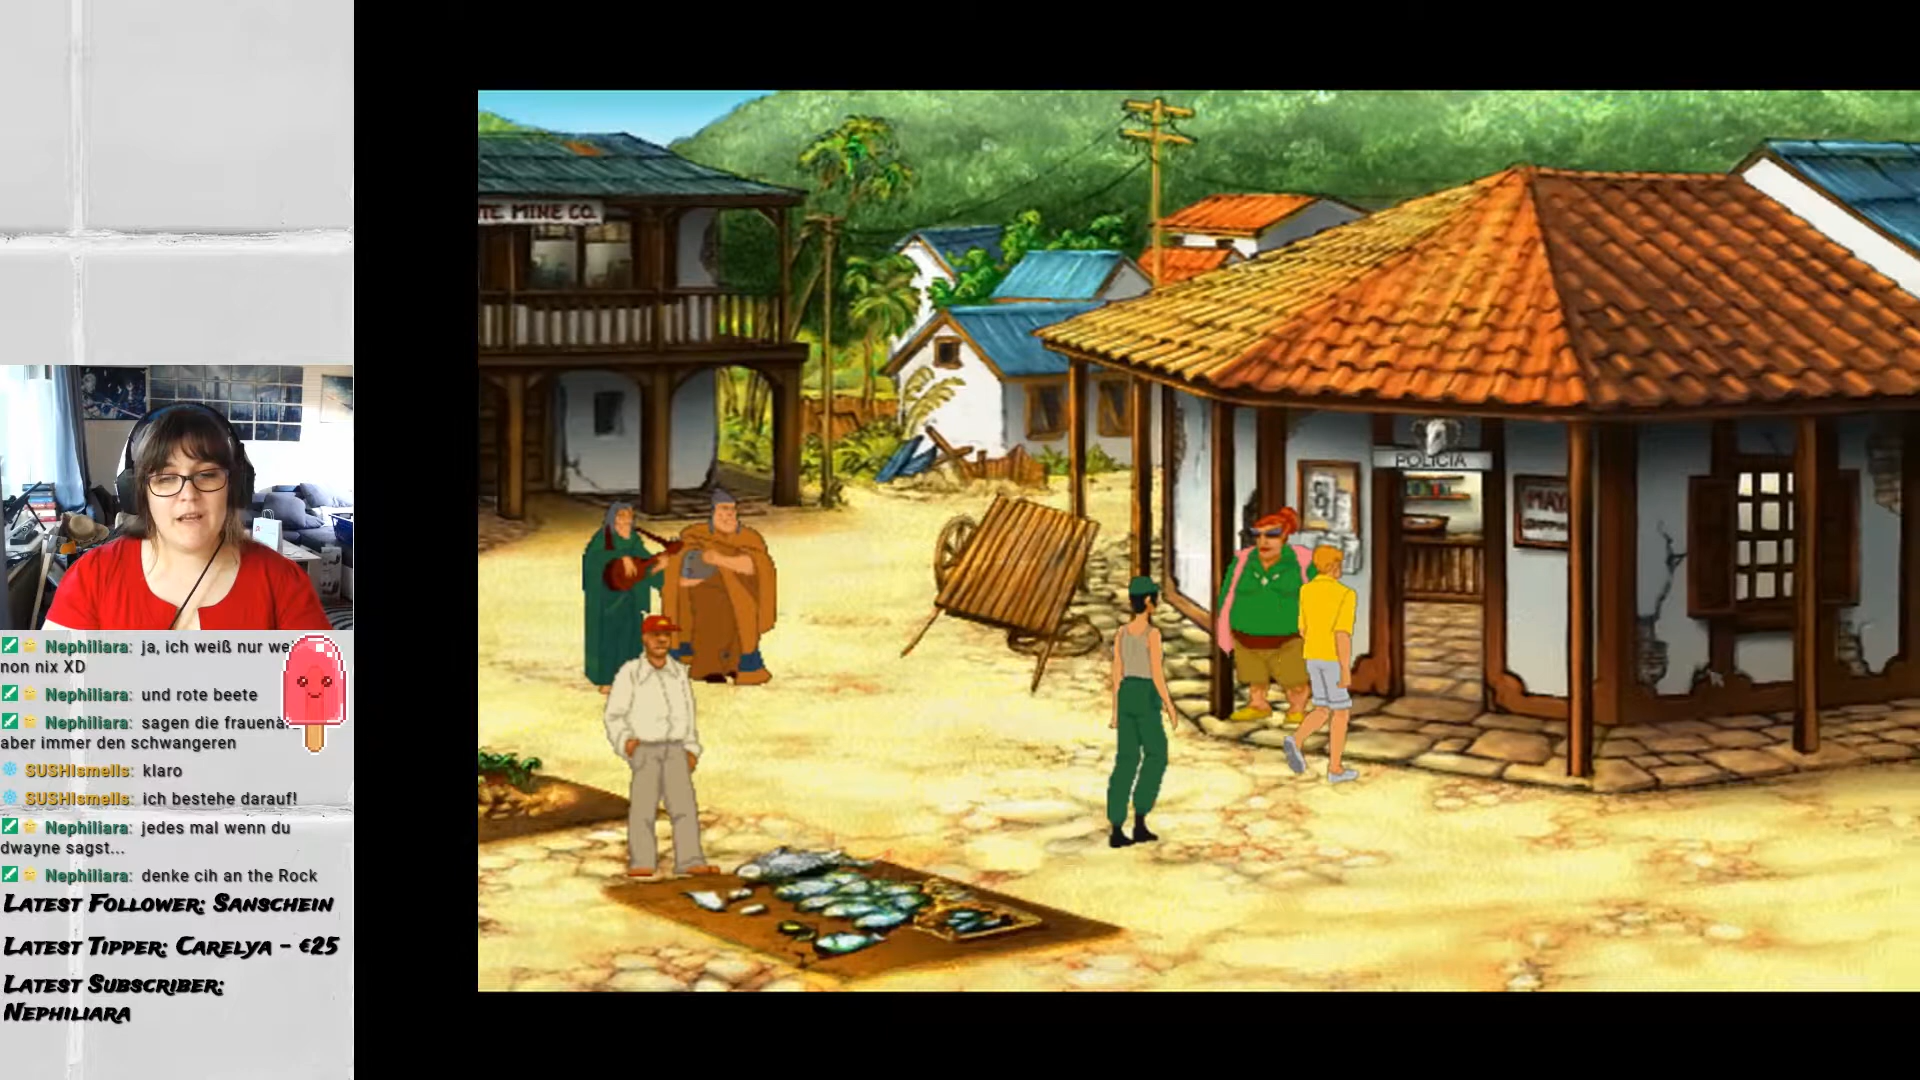 TE MINE CO.
POLICIA
Nephiliara: ja, ich weiß nur we
non nix XD
Nephiliara: und rote beete
Nephiliara: sagen die frauenä
aber immer den schwangeren
SUSHIsmells: klaro
SUSHIsmells: ich bestehe darauf!
Nephiliara: jedes mal wenn du
dwayne sagst...
Nephiliara: denke cih an the Rock
Latest Follower: Sanschein
Latest Tipper: Carelya - €25
Latest Subscriber:
Nephiliara